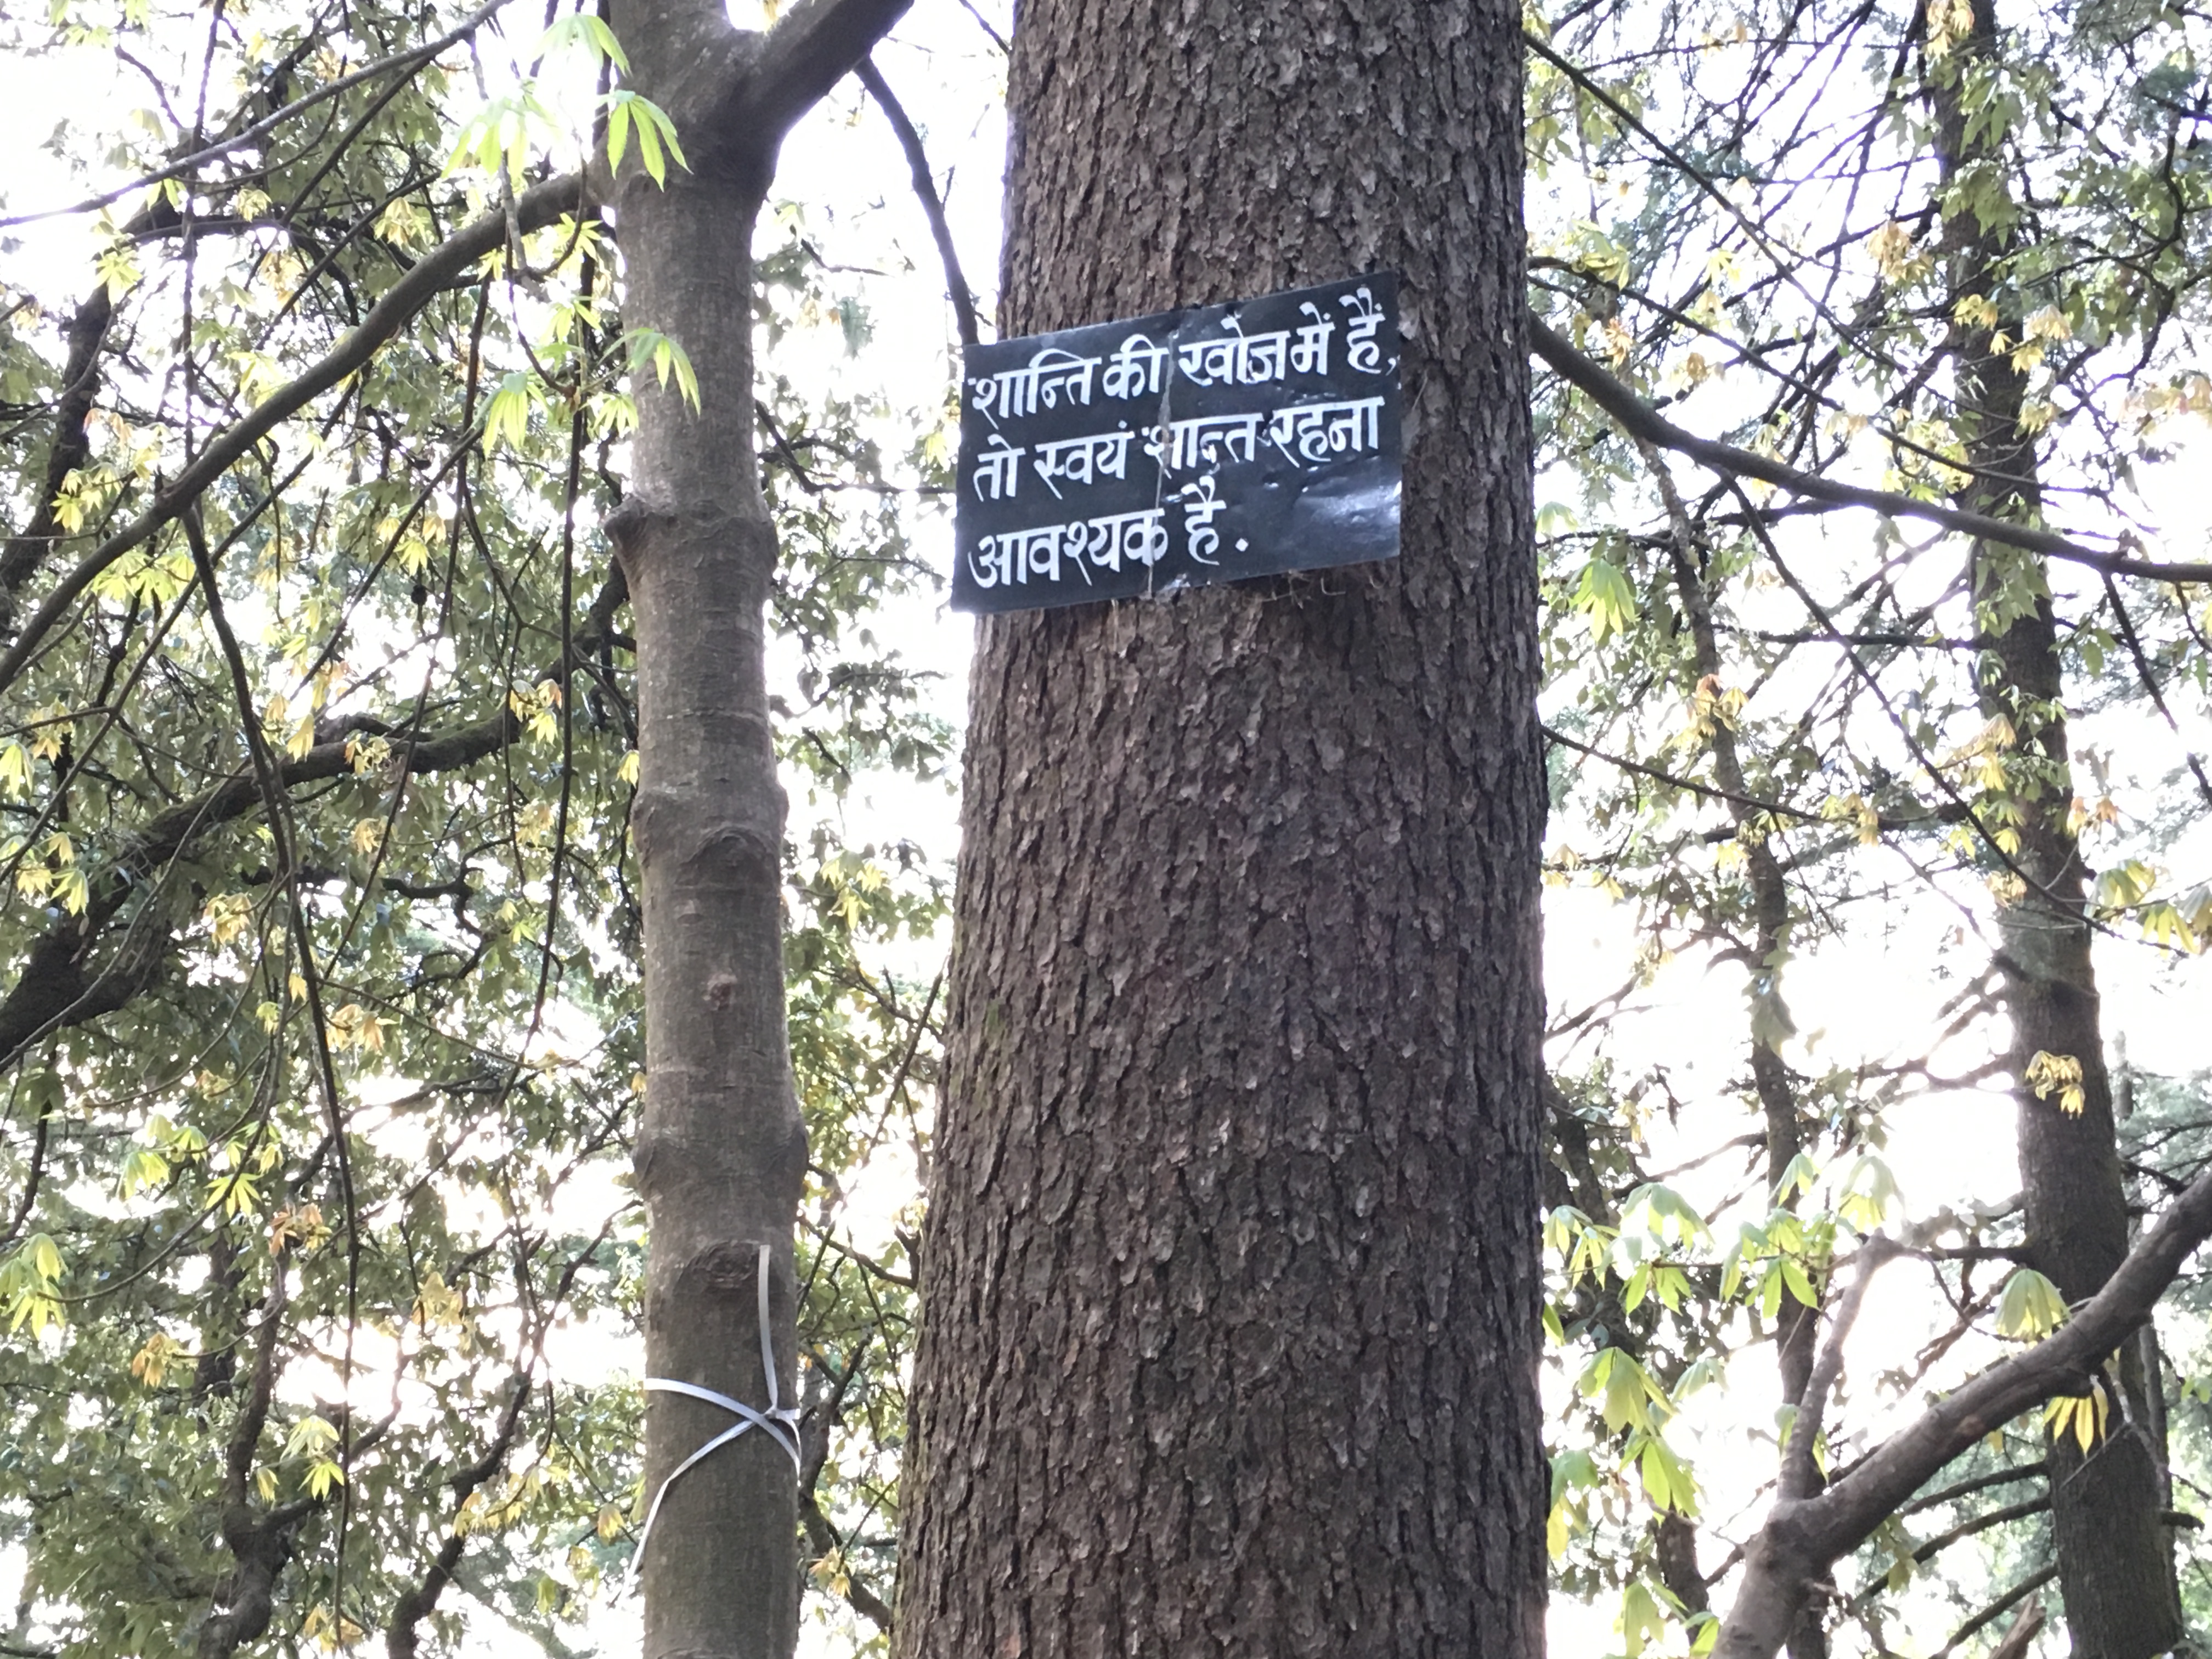 शान्ति की खोज में हैं,
तो स्वयं शान्त रहना
आवश्यक है.